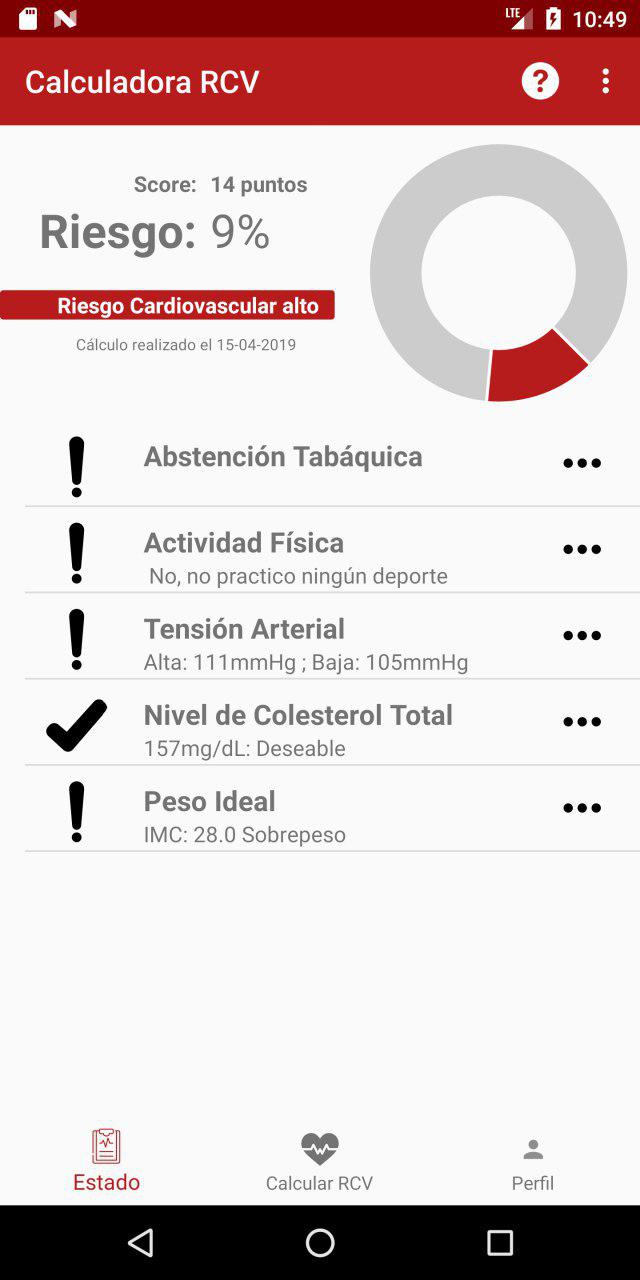 LTE 10:49
Calculadora RCV ?
Score: 14 puntos
Riesgo: 9%
Riesgo Cardiovascular alto
Cálculo realizado el 15-04-2019
Abstención Tabáquica
Actividad Física
No, no practico ningún deporte
Tensión Arterial
Alta: 111mmHg ; Baja: 105mmHg
Nivel de Colesterol Total
157mg/dL: Deseable
Peso Ideal
IMC: 28.0 Sobrepeso
Estado Calcular RCV Perfil